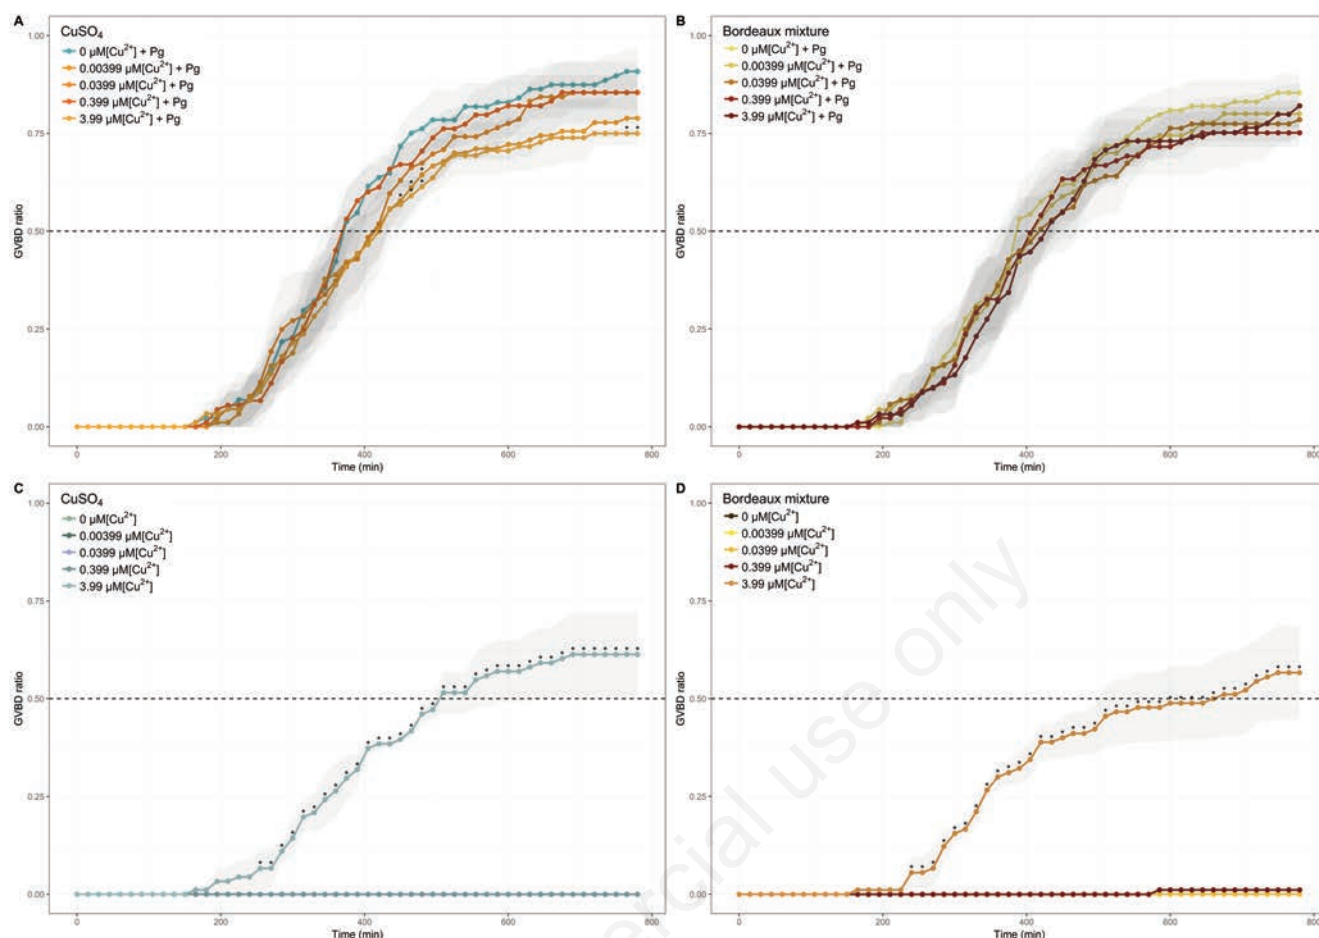 A
CuSO4
0 µM[Cu2+] + Pg
0.00399 µM[Cu2+] + Pg
0.0399 µM[Cu2+] + Pg
0.399 µM[Cu2+] + Pg
3.99 µM[Cu2+] + Pg
1.00
0.75
0.50
0.25
0.00
GVBD ratio
0
200
400
600
800
Time (min)
B
Bordeaux mixture
0 µM[Cu2+] + Pg
0.00399 µM[Cu2+] + Pg
0.0399 µM[Cu2+] + Pg
0.399 µM[Cu2+] + Pg
3.99 µM[Cu2+] + Pg
1.00
0.75
0.50
0.25
0.00
GVBD ratio
0
200
400
600
800
Time (min)
C
CuSO4
0 µM[Cu2+]
0.00399 µM[Cu2+]
0.0399 µM[Cu2+]
0.399 µM[Cu2+]
3.99 µM[Cu2+]
1.00
0.75
0.50
0.25
0.00
GVBD ratio
0
200
400
600
800
Time (min)
D
Bordeaux mixture
0 µM[Cu2+]
0.00399 µM[Cu2+]
0.0399 µM[Cu2+]
0.399 µM[Cu2+]
3.99 µM[Cu2+]
1.00
0.75
0.50
0.25
0.00
GVBD ratio
0
200
400
600
800
Time (min)
use only